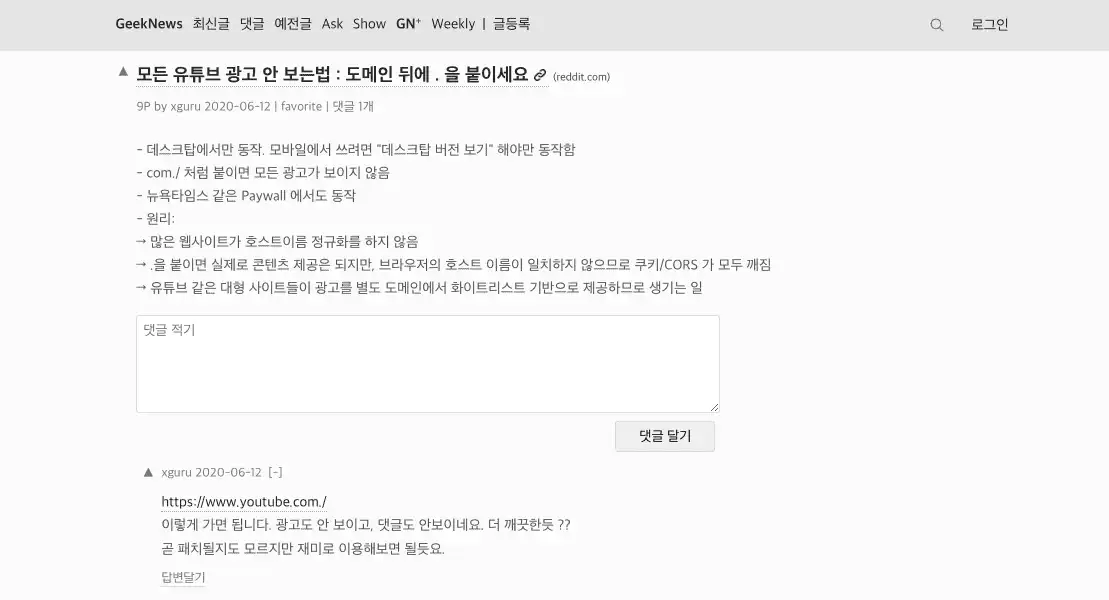 GeekNews 최신글 댓글 예전글 Ask Show GN⁺ Weekly | 글등록 로그인
▲ 모든 유튜브 광고 안 보는법 : 도메인 뒤에 . 을 붙이세요 (reddit.com)
9P by xguru 2020-06-12 | favorite | 댓글 1개
- 데스크탑에서만 동작. 모바일에서 쓰려면 "데스크탑 버전 보기" 해야만 동작함
- com./ 처럼 붙이면 모든 광고가 보이지 않음
- 뉴욕타임스 같은 Paywall 에서도 동작
- 원리:
→ 많은 웹사이트가 호스트이름 정규화를 하지 않음
→ .을 붙이면 실제로 콘텐츠 제공은 되지만, 브라우저의 호스트 이름이 일치하지 않으므로 쿠키/CORS 가 모두 깨짐
→ 유튜브 같은 대형 사이트들이 광고를 별도 도메인에서 화이트리스트 기반으로 제공하므로 생기는 일
댓글 적기
댓글 달기
▲ xguru 2020-06-12 [-]
https://www.youtube.com./
이렇게 가면 됩니다. 광고도 안 보이고, 댓글도 안보이네요. 더 깨끗한듯 ??
곧 패치될지도 모르지만 재미로 이용해보면 될듯요.
답변달기